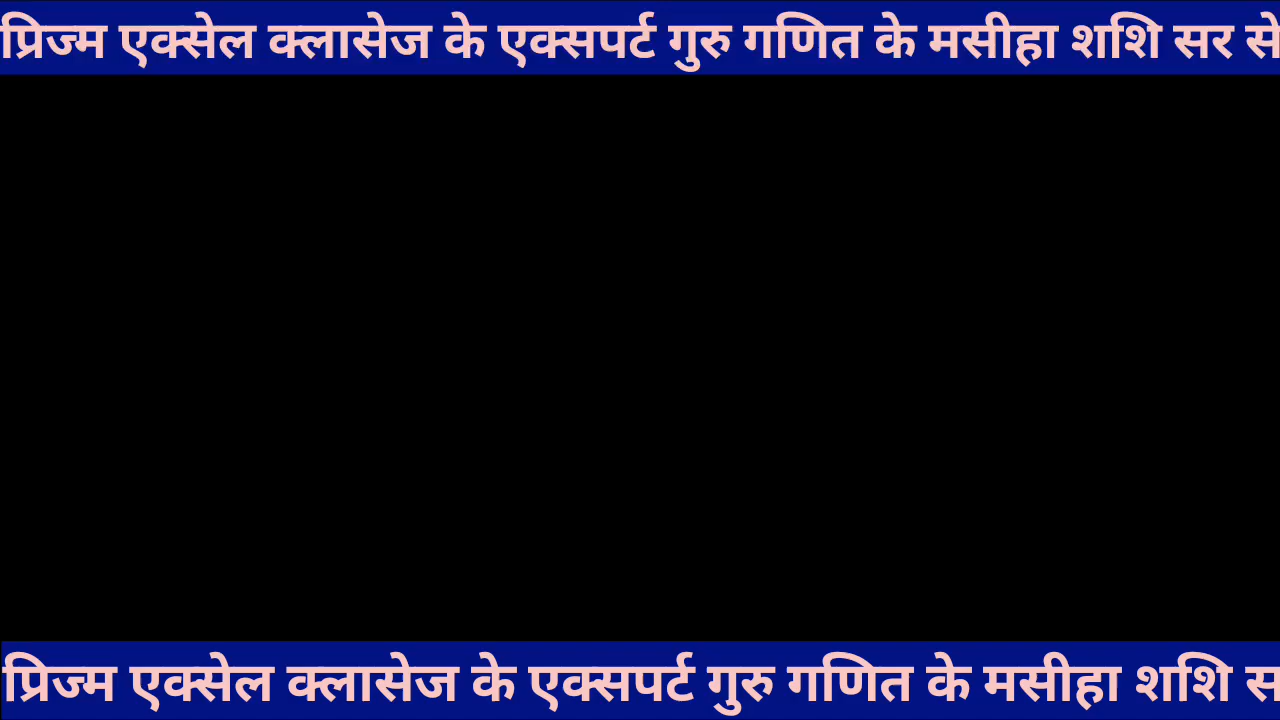 प्रिज्म एक्सेल क्लासेज के एक्सपर्ट गुरु गणित के मसीहा शशि सर से
प्रिज्म एक्सेल क्लासेज के एक्सपर्ट गुरु गणित के मसीहा शशि स